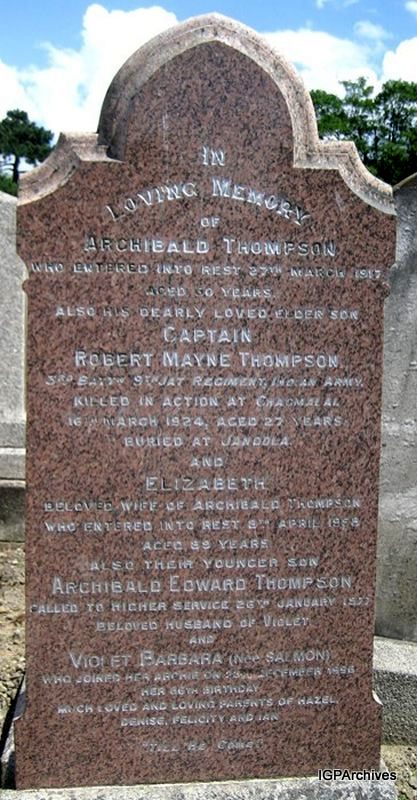 IN
LOVING MEMORY
OF
ARCHIBALD THOMPSON
WHO ENTERED INTO REST 27TH MARCH 1917
AGED 50 YEARS.
ALSO HIS DEARLY LOVED ELDER SON
CAPTAIN
ROBERT MAYNE THOMPSON,
3RD BATTN 9TH JAT REGIMENT, INDIAN ARMY,
KILLED IN ACTION AT CHAGMALAI
16TH MARCH 1924, AGED 27 YEARS,
BURIED AT JANDOLA.
AND
ELIZABETH
BELOVED WIFE OF ARCHIBALD THOMPSON
WHO ENTERED INTO REST 8TH APRIL 1958
AGED 89 YEARS
ALSO THEIR YOUNGER SON
ARCHIBALD EDWARD THOMPSON
CALLED TO HIGHER SERVICE 26TH JANUARY 1977
BELOVED HUSBAND OF VIOLET
AND
VIOLET BARBARA (NEE SALMON)
WHO JOINED HER ARCHIE ON DECEMBER 1996
HER 86TH BIRTHDAY
MUCH LOVED AND LOVING PARENTS OF HAZEL,
DENISE, FELICITY AND IAN
"TILL HE COME"
IGPArchives